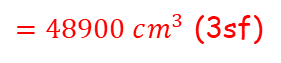 = 48900 cm³ (3sf)